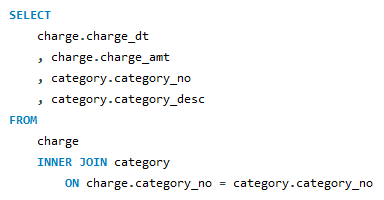 SELECT
charge.charge_dt
, charge.charge_amt
, category.category_no
, category.category_desc
FROM
charge
INNER JOIN category
ON charge.category_no = category.category_no